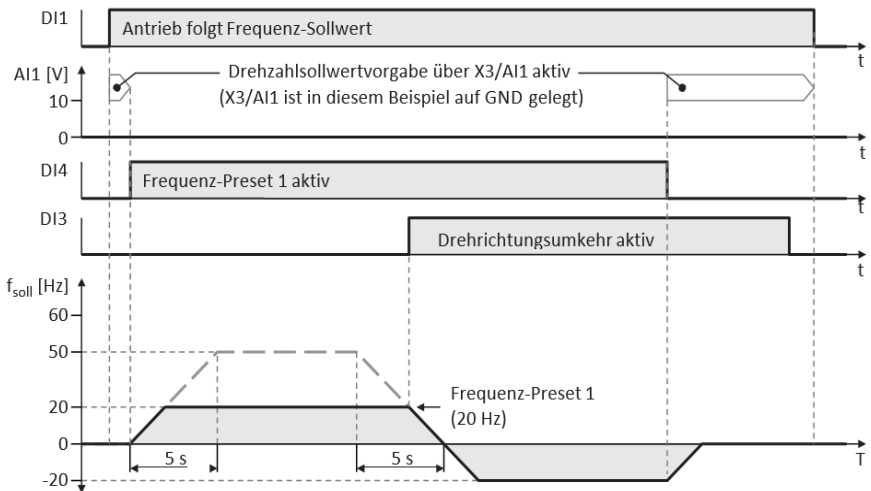 DI1
Antrieb folgt Frequenz-Sollwert
t
AI1 [V]
Drehzahlsollwertvorgabe über X3/AI1 aktiv
(X3/AI1 ist in diesem Beispiel auf GND gelegt)
10
0
t
DI4
Frequenz-Preset 1 aktiv
t
DI3
Drehrichtungsumkehr aktiv
t
fsoll [Hz]
60
50
Frequenz-Preset 1
(20 Hz)
20
0
5 s
5 s
T
-20